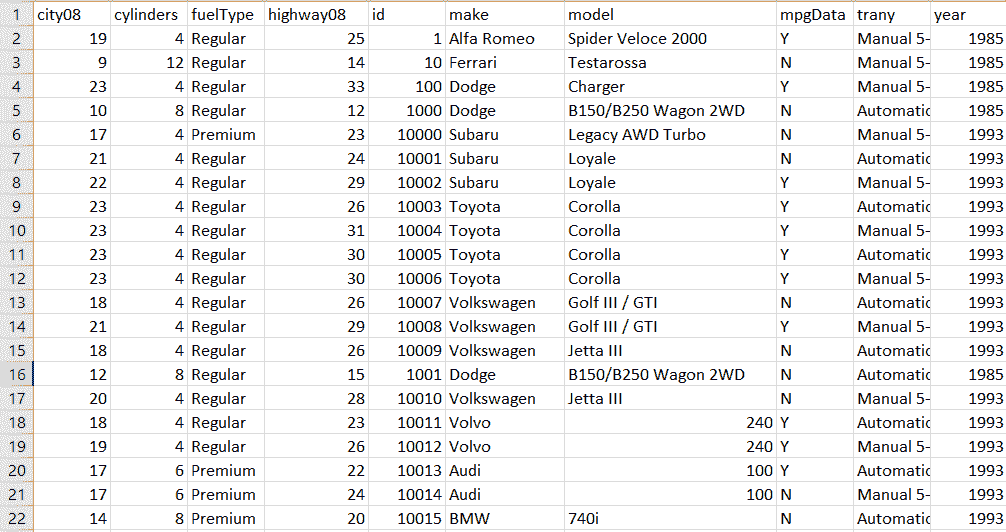 1 city08 cylinders fuelType highway08 id make model mpgData trany year
2 19 4 Regular 25 1 Alfa Romeo Spider Veloce 2000 Y Manual 5- 1985
3 9 12 Regular 14 10 Ferrari Testarossa N Manual 5- 1985
4 23 4 Regular 33 100 Dodge Charger Y Manual 5- 1985
5 10 8 Regular 12 1000 Dodge B150/B250 Wagon 2WD N Automatic 1985
6 17 4 Premium 23 10000 Subaru Legacy AWD Turbo N Manual 5- 1993
7 21 4 Regular 24 10001 Subaru Loyale N Automatic 1993
8 22 4 Regular 29 10002 Subaru Loyale Y Manual 5- 1993
9 23 4 Regular 26 10003 Toyota Corolla Y Automatic 1993
10 23 4 Regular 31 10004 Toyota Corolla Y Manual 5- 1993
11 23 4 Regular 30 10005 Toyota Corolla Y Automatic 1993
12 23 4 Regular 30 10006 Toyota Corolla Y Manual 5- 1993
13 18 4 Regular 26 10007 Volkswagen Golf III / GTI N Automatic 1993
14 21 4 Regular 29 10008 Volkswagen Golf III / GTI Y Manual 5- 1993
15 18 4 Regular 26 10009 Volkswagen Jetta III N Automatic 1993
16 12 8 Regular 15 1001 Dodge B150/B250 Wagon 2WD N Automatic 1985
17 20 4 Regular 28 10010 Volkswagen Jetta III N Manual 5- 1993
18 18 4 Regular 23 10011 Volvo 240 Y Automatic 1993
19 19 4 Regular 26 10012 Volvo 240 Y Manual 5- 1993
20 17 6 Premium 22 10013 Audi 100 Y Automatic 1993
21 17 6 Premium 24 10014 Audi 100 N Manual 5- 1993
22 14 8 Premium 20 10015 BMW 740i N Automatic 1993